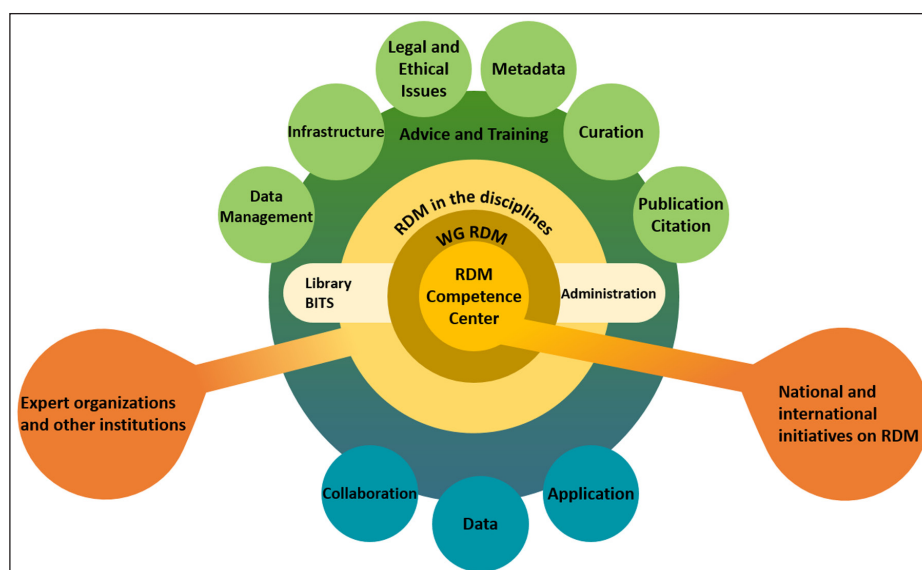 Legal and
Ethical
Issues
Metadata
Infrastructure
Advice and Training
Curation
Data
Management
RDM in the disciplines
Publication
Citation
WG RDM
Library
BITS
RDM
Competence
Center
Administration
Expert organizations
and other institutions
National and
international
initiatives on RDM
Collaboration
Data
Application